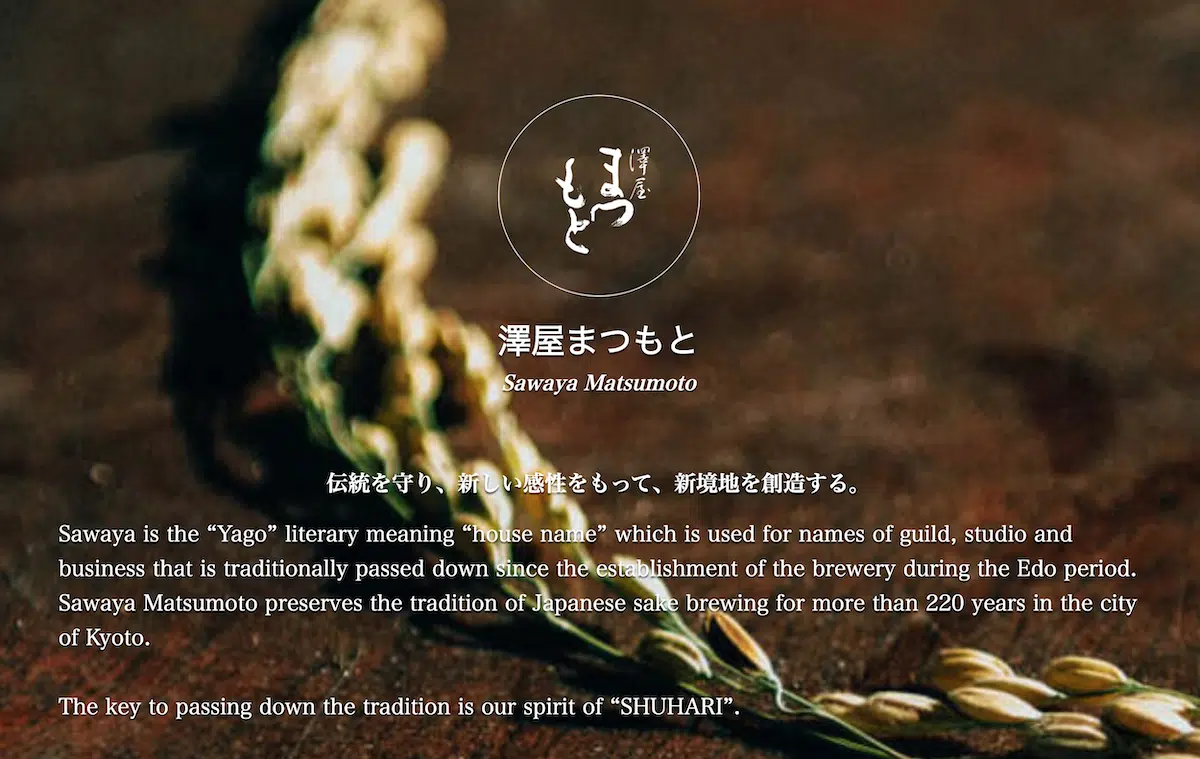 澤屋
まつ
もと
澤屋まつもと
Sawaya Matsumoto
伝統を守り、新しい感性をもって、新境地を創造する。
Sawaya is the “Yago” literary meaning “house name” which is used for names of guild, studio and
business that is traditionally passed down since the establishment of the brewery during the Edo period.
Sawaya Matsumoto preserves the tradition of Japanese sake brewing for more than 220 years in the city
of Kyoto.
The key to passing down the tradition is our spirit of “SHUHARI”.